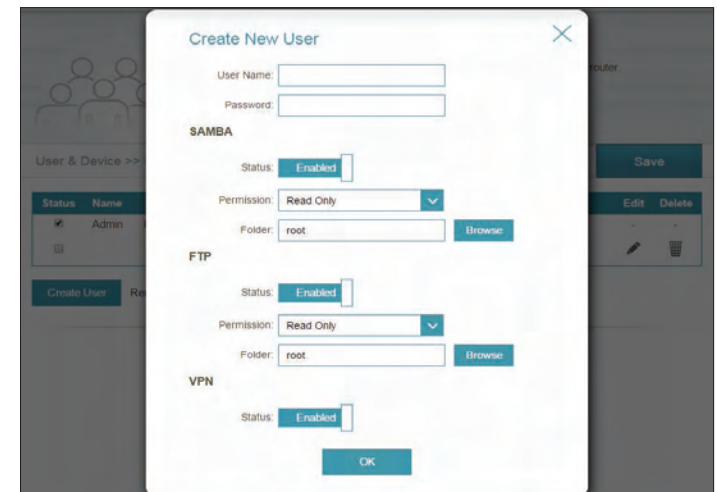 Create New User
router.
User Name:
Password:
SAMBA
User & Device >>
Status: Enabled
Save
Status Name Edit Delete
Permission: Read Only
Admin - -
Folder: root Browse
FTP
Create User
Status: Enabled
Permission: Read Only
Folder: root Browse
VPN
Status: Enabled
OK